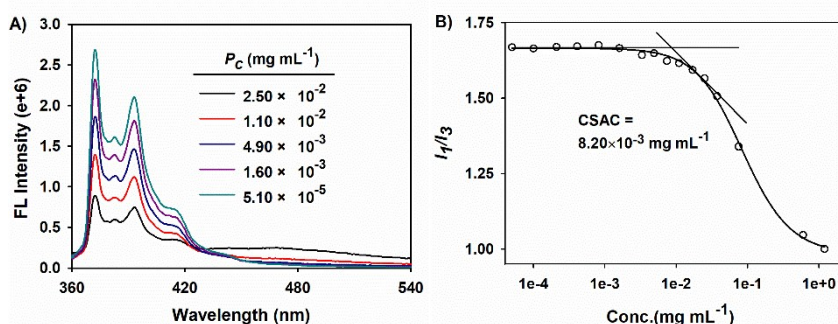 A)
FL Intensity (e+6)
3.0
2.5
2.0
1.5
1.0
0.5
0.0
P_C (mg mL⁻¹)
2.50 × 10⁻²
1.10 × 10⁻²
4.90 × 10⁻³
1.60 × 10⁻³
5.10 × 10⁻⁵
360 420 480 540
Wavelength (nm)
B)
I₁/I₃
1.75
1.50
1.25
1.00
CSAC =
8.20×10⁻³ mg mL⁻¹
1e-4 1e-3 1e-2 1e-1 1e+0
Conc.(mg mL⁻¹)